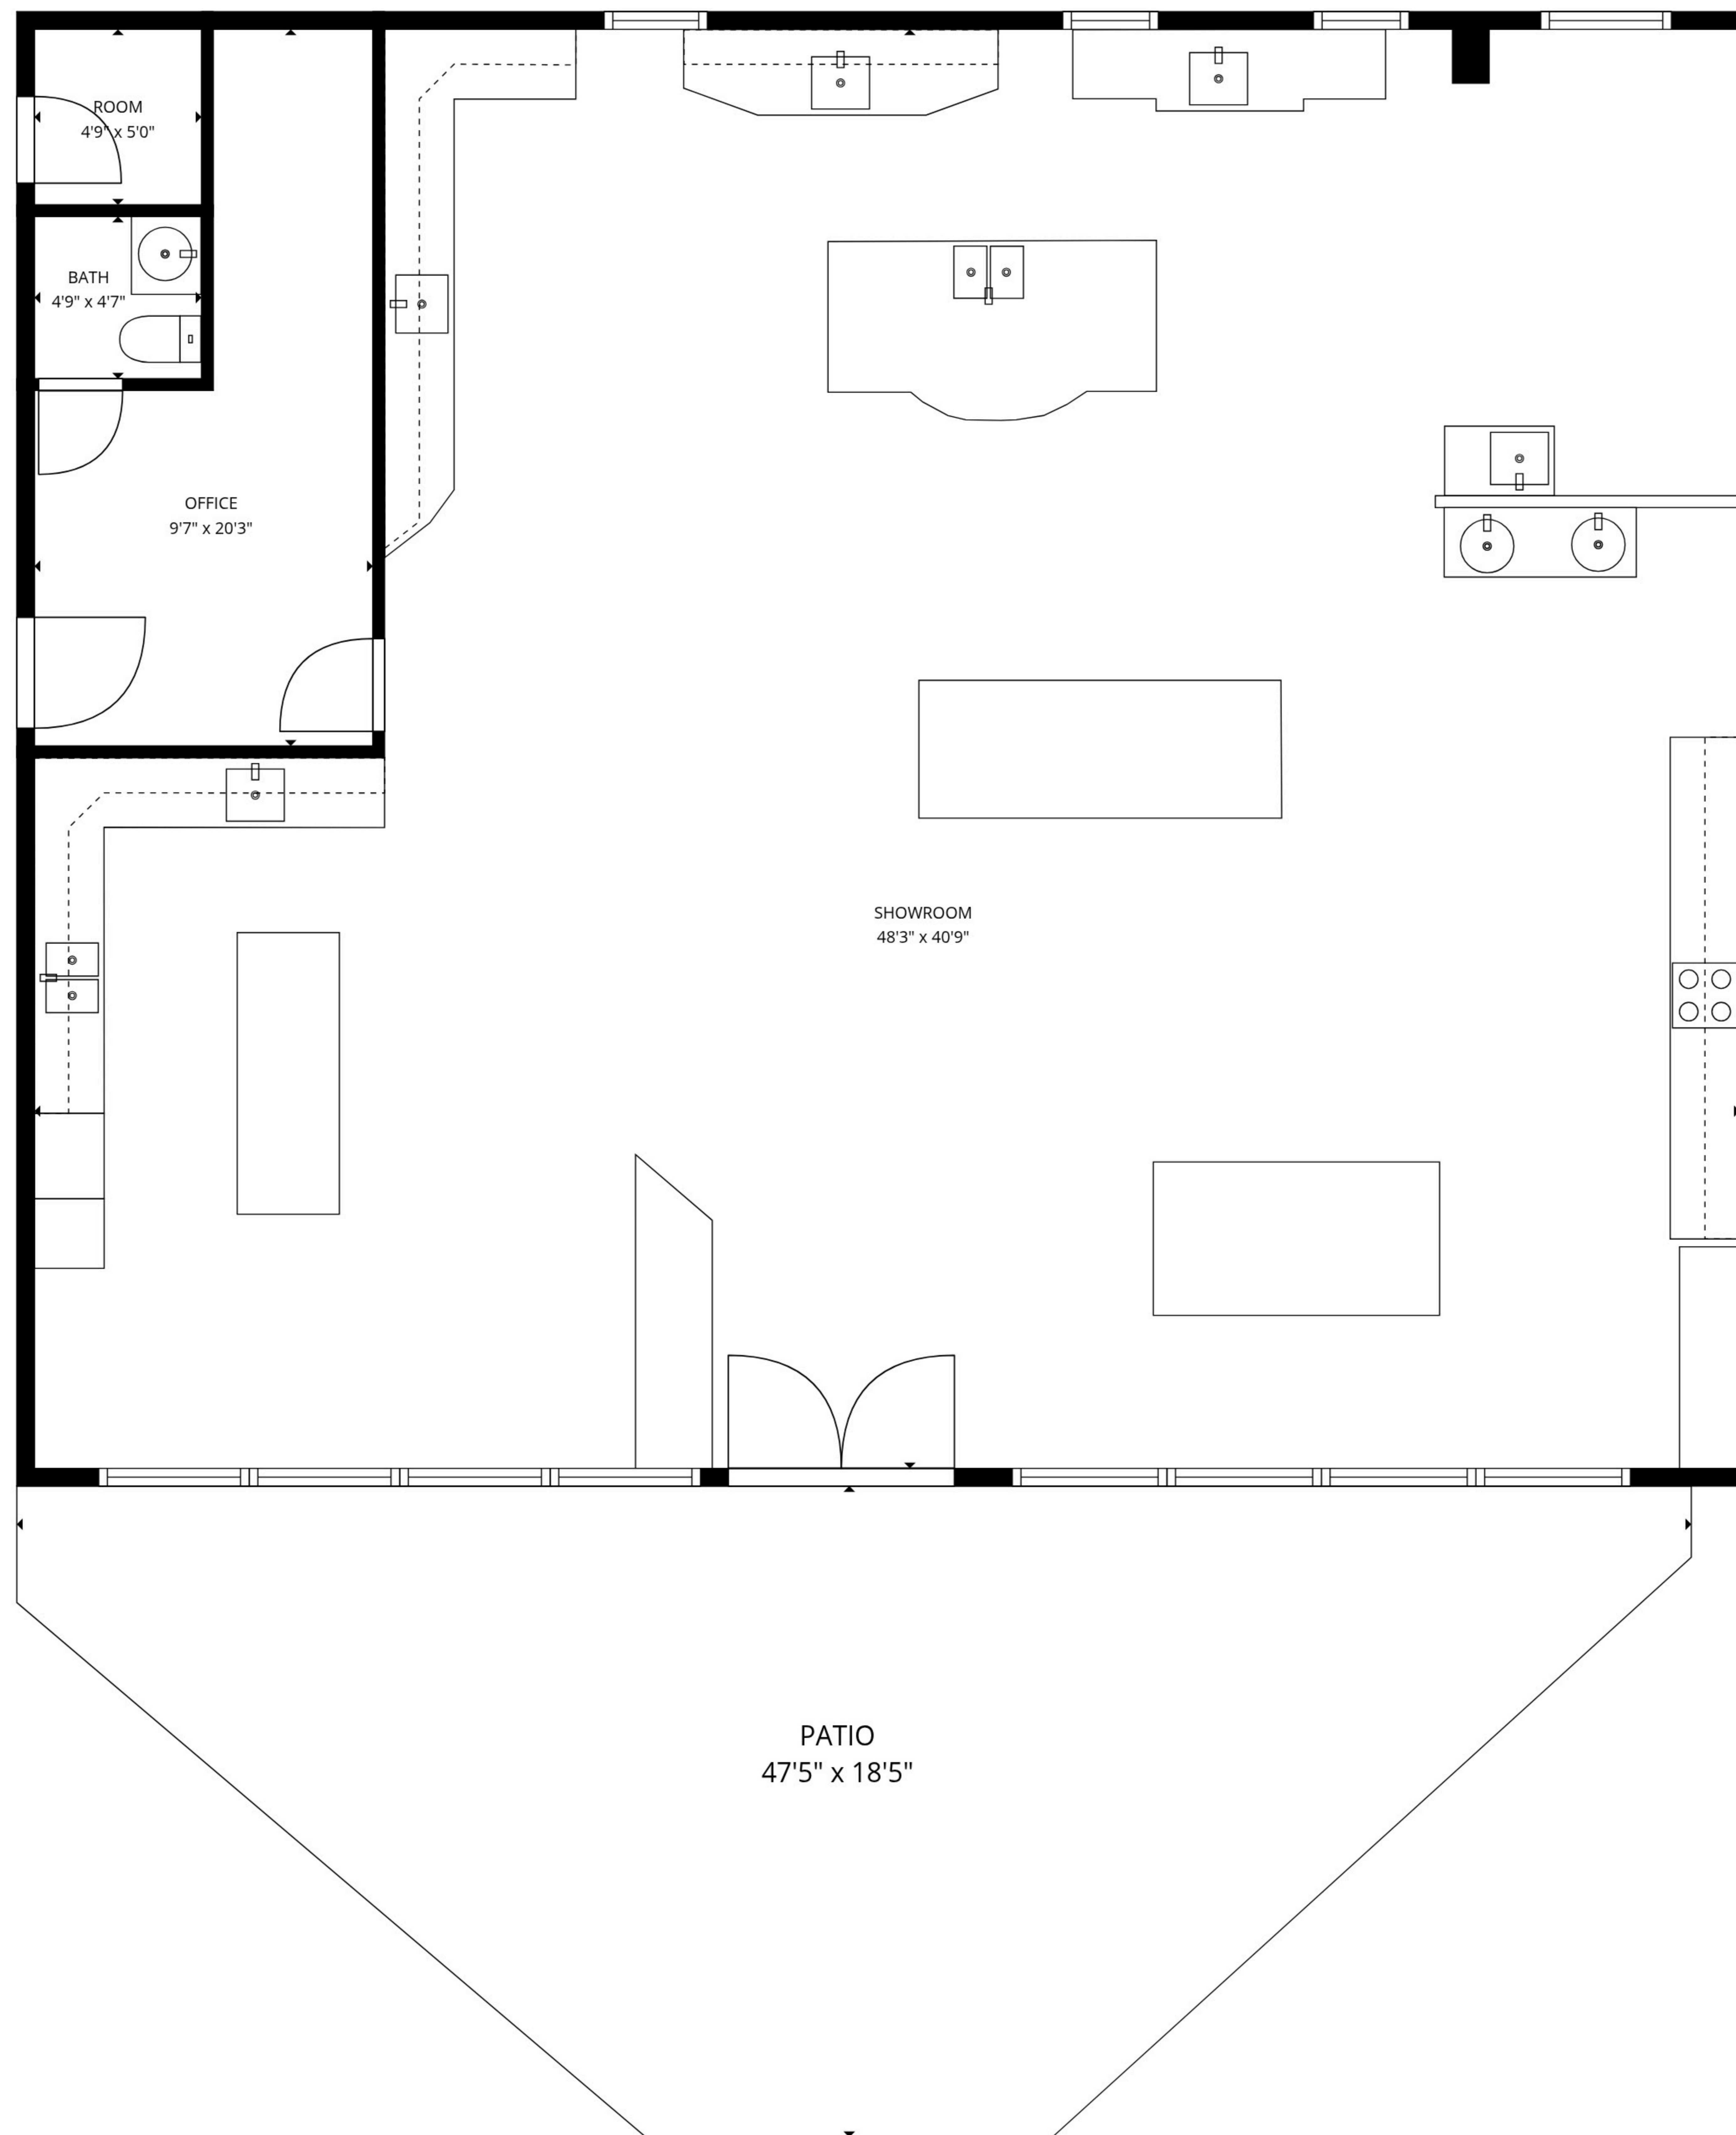 ROOM
4'9" x 5'0"
BATH
4'9" x 4'7"
OFFICE
9'7" x 20'3"
SHOWROOM
48'3" x 40'9"
PATIO
47'5" x 18'5"